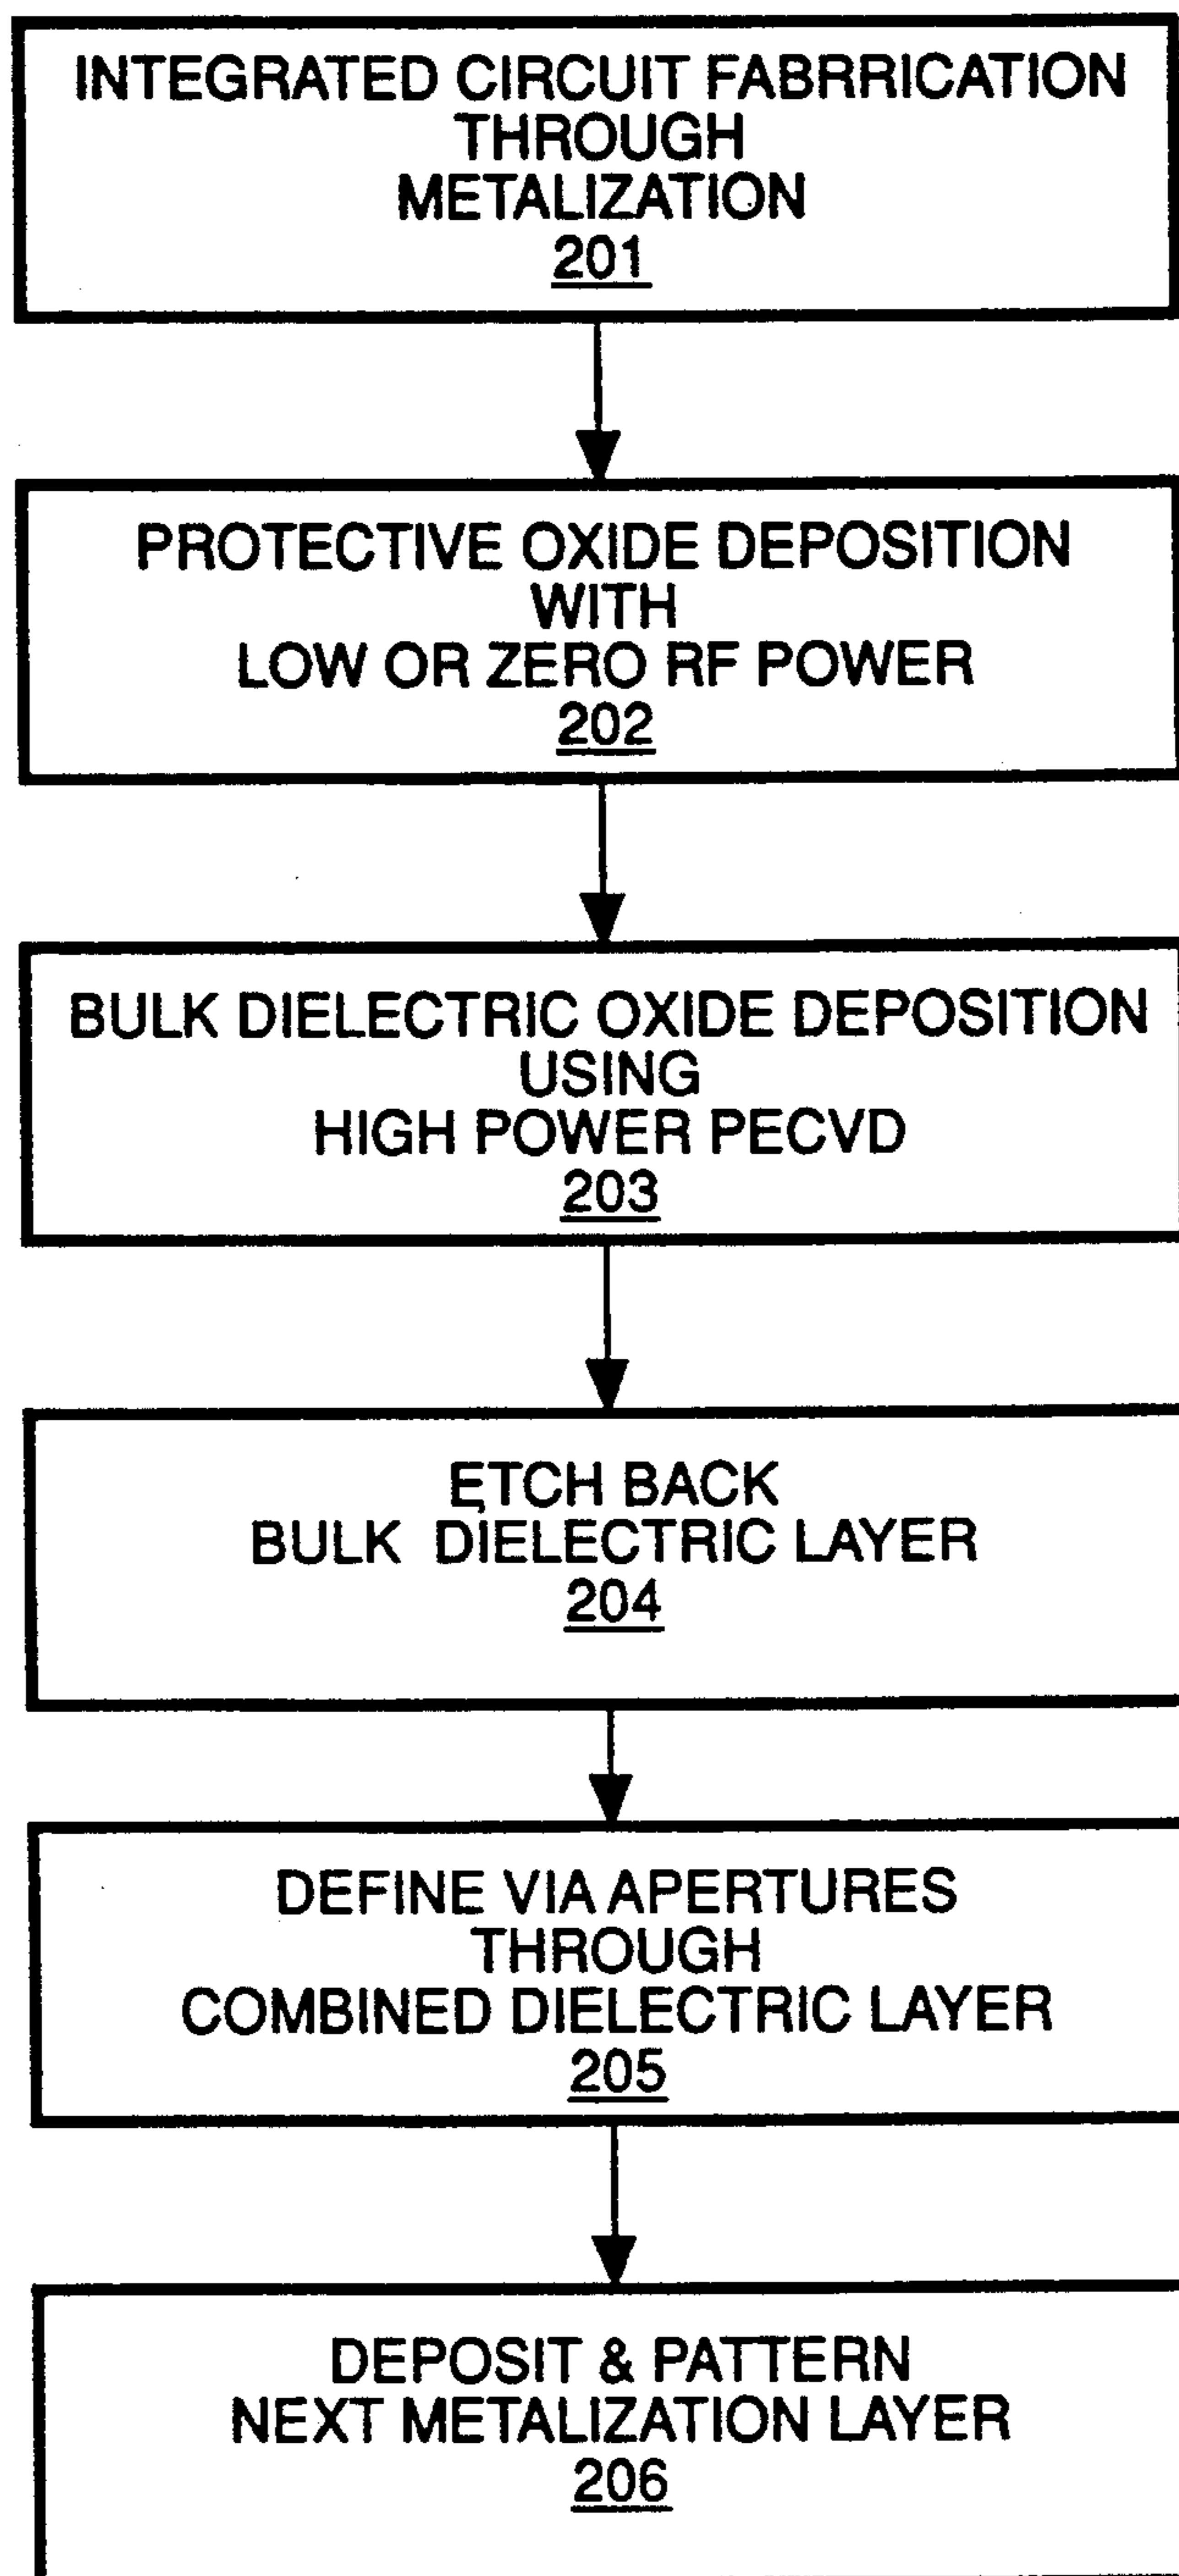 INTEGRATED CIRCUIT FABRRICATION
THROUGH
METALIZATION
201
PROTECTIVE OXIDE DEPOSITION
WITH
LOW OR ZERO RF POWER
202
BULK DIELECTRIC OXIDE DEPOSITION
USING
HIGH POWER PECVD
203
ETCH BACK
BULK DIELECTRIC LAYER
204
DEFINE VIA APERTURES
THROUGH
COMBINED DIELECTRIC LAYER
205
DEPOSIT & PATTERN
NEXT METALIZATION LAYER
206